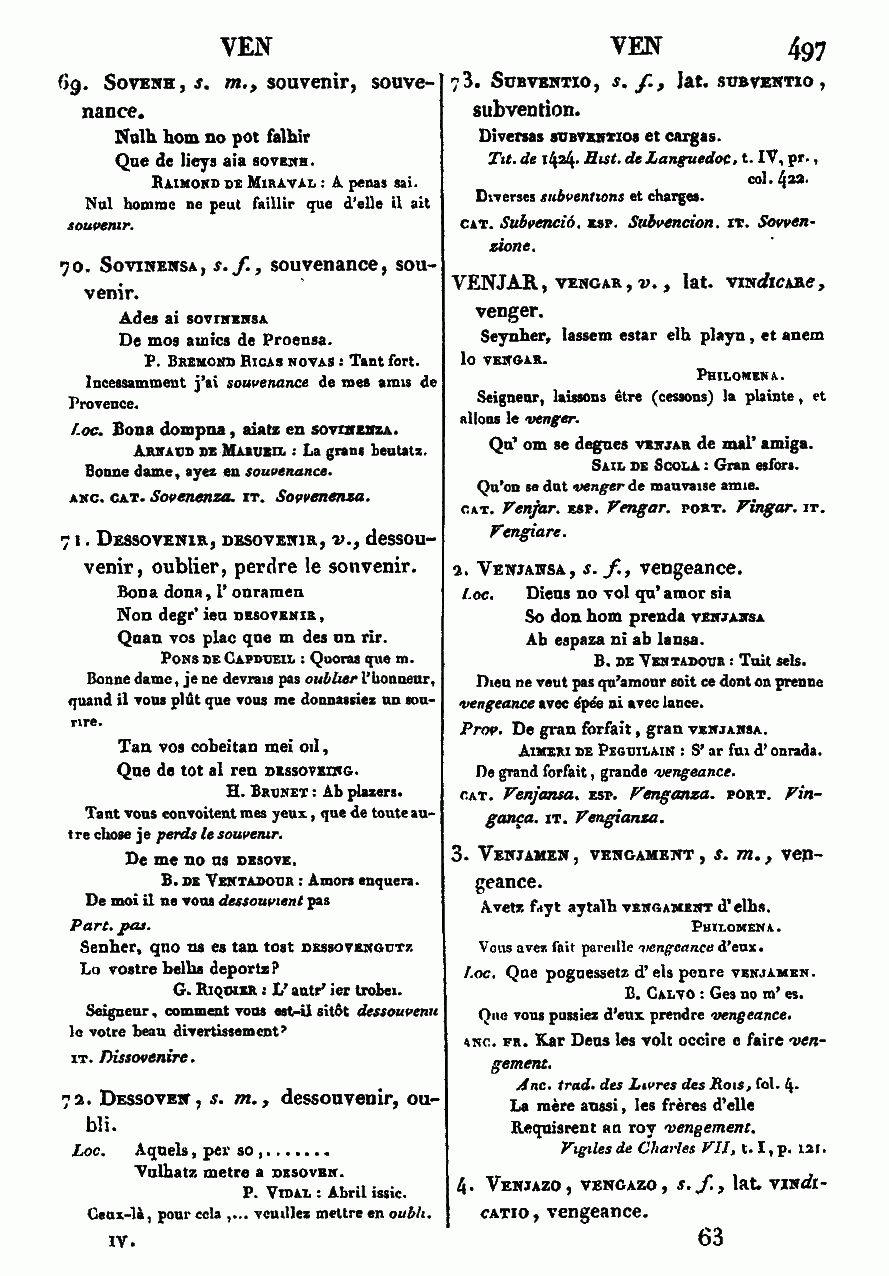 VEN
VEN
497
69. SOVENH, s. m., souvenir, souve-
nance.
Nulh hom no pot falhir
Que de lieys aia SOVENH.
RAIMOND DE MIRAVAL : A penas sai.
Nul homme ne peut faillir que d'elle il ait
souvenir.
70. SOVINENSA, s. f., souvenance, sou-
venir.
Ades ai SOVINENSA
De mos amics de Proensa.
P. BREMOND RICAS NOVAS : Tant fort.
Incessamment j'ai souvenance de mes amis de
Provence.
Loc. Bona dompna, aiatz en SOVINENZA.
ARNAUD DE MARUEIL : La grans beutatz.
Bonne dame, ayez en souvenance.
ANC. CAT. Sovenenza. IT. Sovvenenza.
71. DESSOVENIR, DESOVENIR, v., dessou-
venir, oublier, perdre le souvenir.
Bona dona, l' onramen
Non degr' ieu DESOVENIR,
Quan vos plac que m des un rir.
PONS DE CAPDUEIL : Quoras que m.
Bonne dame, je ne devrais pas oublier l'honneur,
quand il vous plût que vous me donnassiez un sou-
rire.
Tan vos cobeitan mei oil,
Que de tot al ren DESSOVEING.
H. BRUNET : Ab plazers.
Tant vous convoitent mes yeux, que de toute au-
tre chose je perds le souvenir.
De me no us DESOVE.
B. DE VENTADOUR : Amors enquera.
De moi il ne vous dessouvient pas
Part. pas.
Senher, quo us es tan tost DESSOVENGUTZ
Lo vostre belhs deportz?
G. RIQUIER : L' autr' ier trobei.
Seigneur, comment vous est-il sitôt dessouvenu
le votre beau divertissement?
IT. Dissovenire.
72. DESSOVEN, s. m., dessouvenir, ou-
bli.
Loc. Aquels, per so,.......
Vulhatz metre a DESOVEN.
P. VIDAL : Abril issic.
Ceux-là, pour cela,... veuillez mettre en oubli.
IV.
73. SUBVENTIO, s. f., lat. SUBVENTIO,
subvention.
Diversas SUBVENTIOS et cargas.
Tit. de 1424. Hist. de Languedoc, t. IV, pr.,
col. 422.
Diverses subventions et charges.
CAT. Subvenció. ESP. Subvencion. IT. Sovven-
zione.
VENJAR, VENGAR, v., lat. VINdICARe,
venger.
Seynher, lassem estar elh playn, et anem
lo VENGAR.
PHILOMENA.
Seigneur, laissons être (cessons) la plainte, et
allons le venger.
Qu' om se degues VENJAR de mal' amiga.
SAIL DE SCOLA : Gran esfors.
Qu'on se dut venger de mauvaise amie.
CAT. Venjar. ESP. Vengar. PORT. Vingar. IT.
Vengiare.
2. VENJANSA, s. f., vengeance.
Loc. Dieus no vol qu' amor sia
So don hom prenda VENJANSA
Ab espaza ni ab lansa.
B. DE VENTADOUR : Tuit sels.
Dieu ne veut pas qu'amour soit ce dont on prenne
vengeance avec épée ni avec lance.
Prov. De gran forfait, gran VENJANSA.
AIMERI DE PEGUILAIN : S' ar fui d' onrada.
De grand forfait, grande vengeance.
CAT. Venjansa. ESP. Venganza. PORT. Vin-
gança. IT. Vengianza.
3. VENJAMEN, VENGAMENT, s. m., ven-
geance.
Avetz fayt aytalh VENGAMENT d' elhs.
PHILOMENA.
Vous avez fait pareille vengeance d'eux.
Loc. Que poguessetz d' els penre VENJAMEN.
B. CALVO : Ges no m' es.
Que vous pussiez d'eux prendre vengeance.
ANC. FR. Kar Deus les volt occire e faire ven-
gement.
Anc. trad. des Livres des Rois, fol. 4.
La mère aussi, les frères d'elle
Requisrent au roy vengement.
Vigiles de Charles VII, t. I, p. 121.
4. VENJAZO, VENGAZO, s. f., lat. VINdI-
CATIO, vengeance.
63